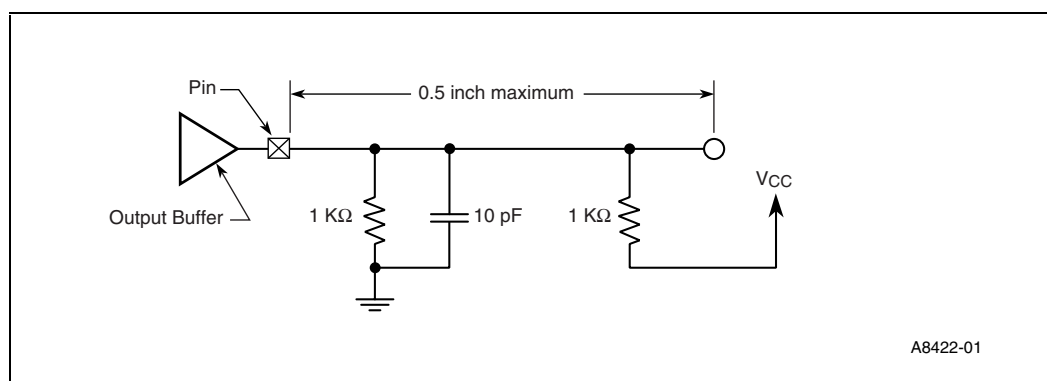 Pin
0.5 inch maximum
VCC
Output Buffer
1 KΩ
10 pF
1 KΩ
A8422-01